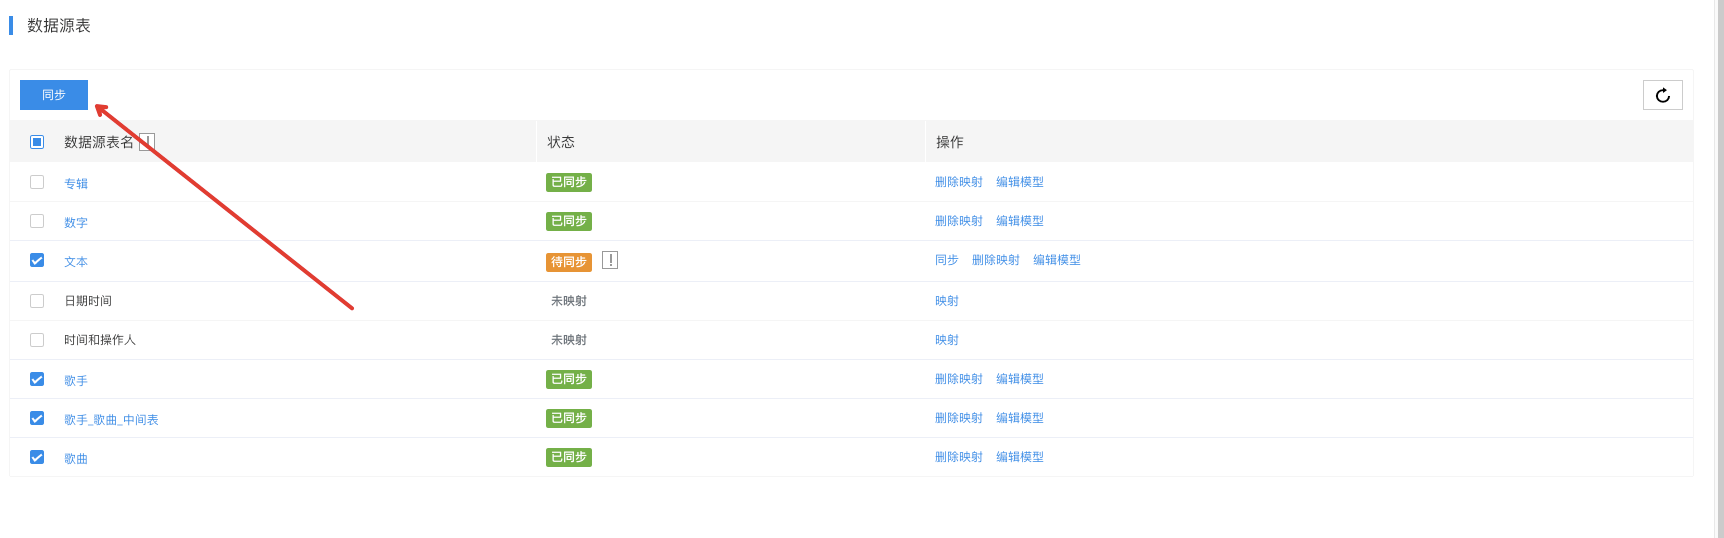 数据源表
同步
数据源表名 状态 操作
专辑 已同步 删除映射 编辑模型
数字 已同步 删除映射 编辑模型
文本 待同步 同步 删除映射 编辑模型
日期时间 未映射 映射
时间和操作人 未映射 映射
歌手 已同步 删除映射 编辑模型
歌手_歌曲_中间表 已同步 删除映射 编辑模型
歌曲 已同步 删除映射 编辑模型